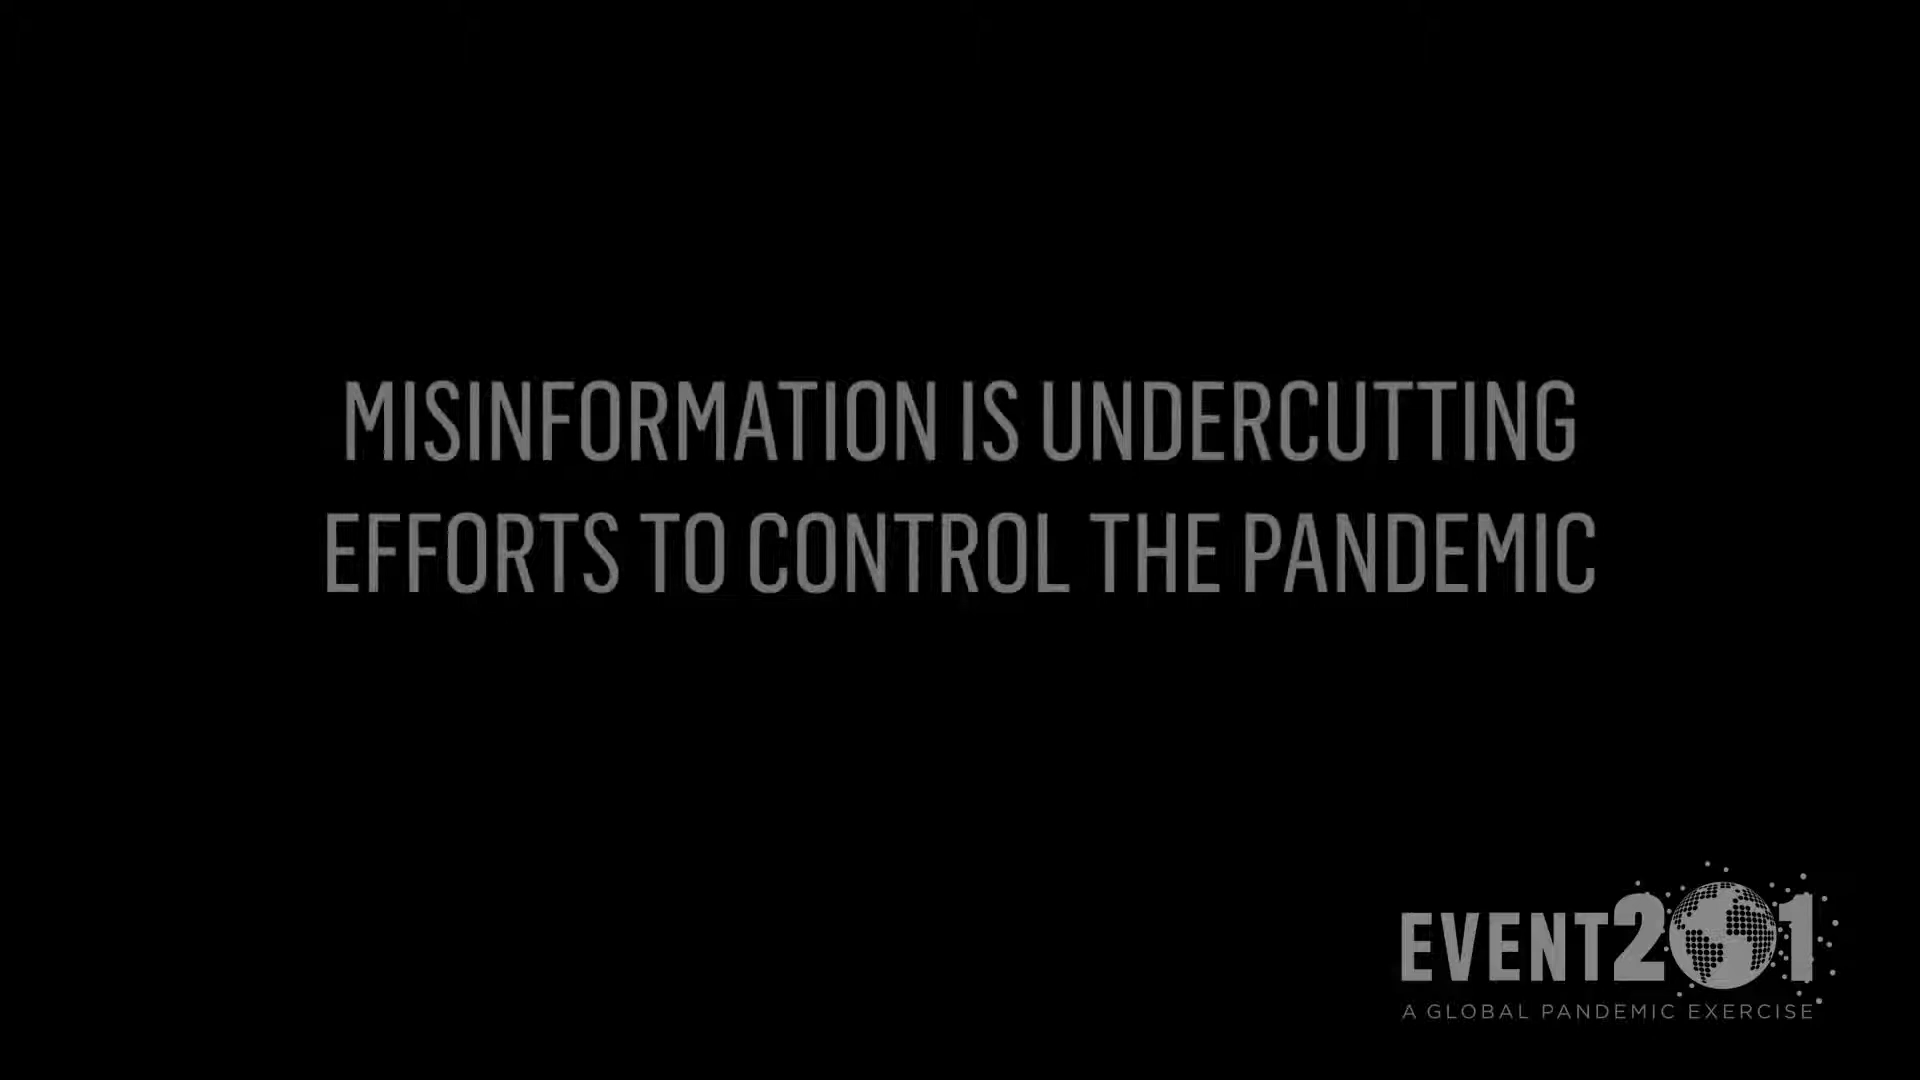 MISINFORMATION IS UNDERCUTTING
EFFORTS TO CONTROL THE PANDEMIC
EVENT201
A GLOBAL PANDEMIC EXERCISE